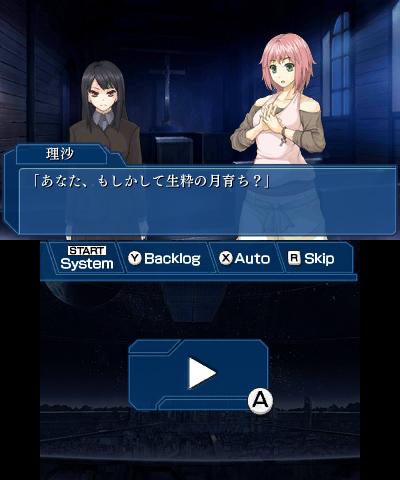 理沙
「あなた、もしかして生粋の月育ち？」
START
System
Y Backlog
X Auto
R Skip
A